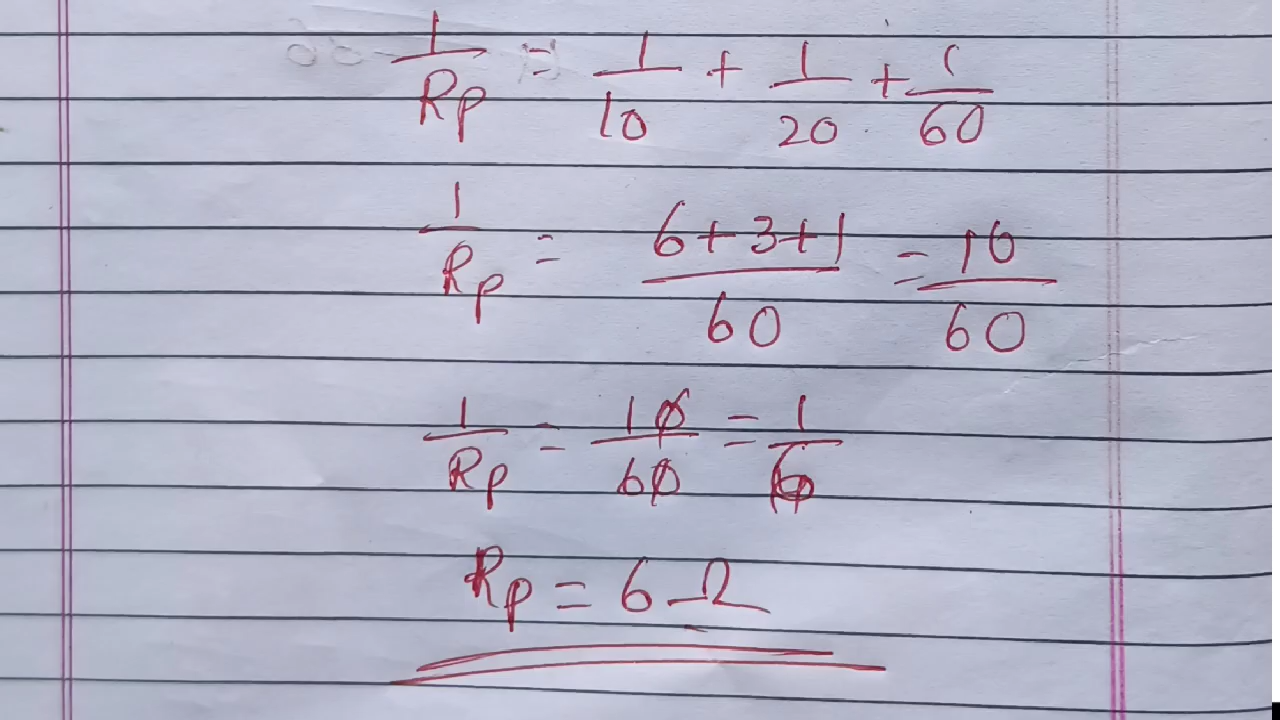 1/Rp = 1/10 + 1/20 + 1/60
1/Rp = 6+3+1/60 = 10/60
1/Rp = 10/60 = 1/6
Rp = 6 Ω